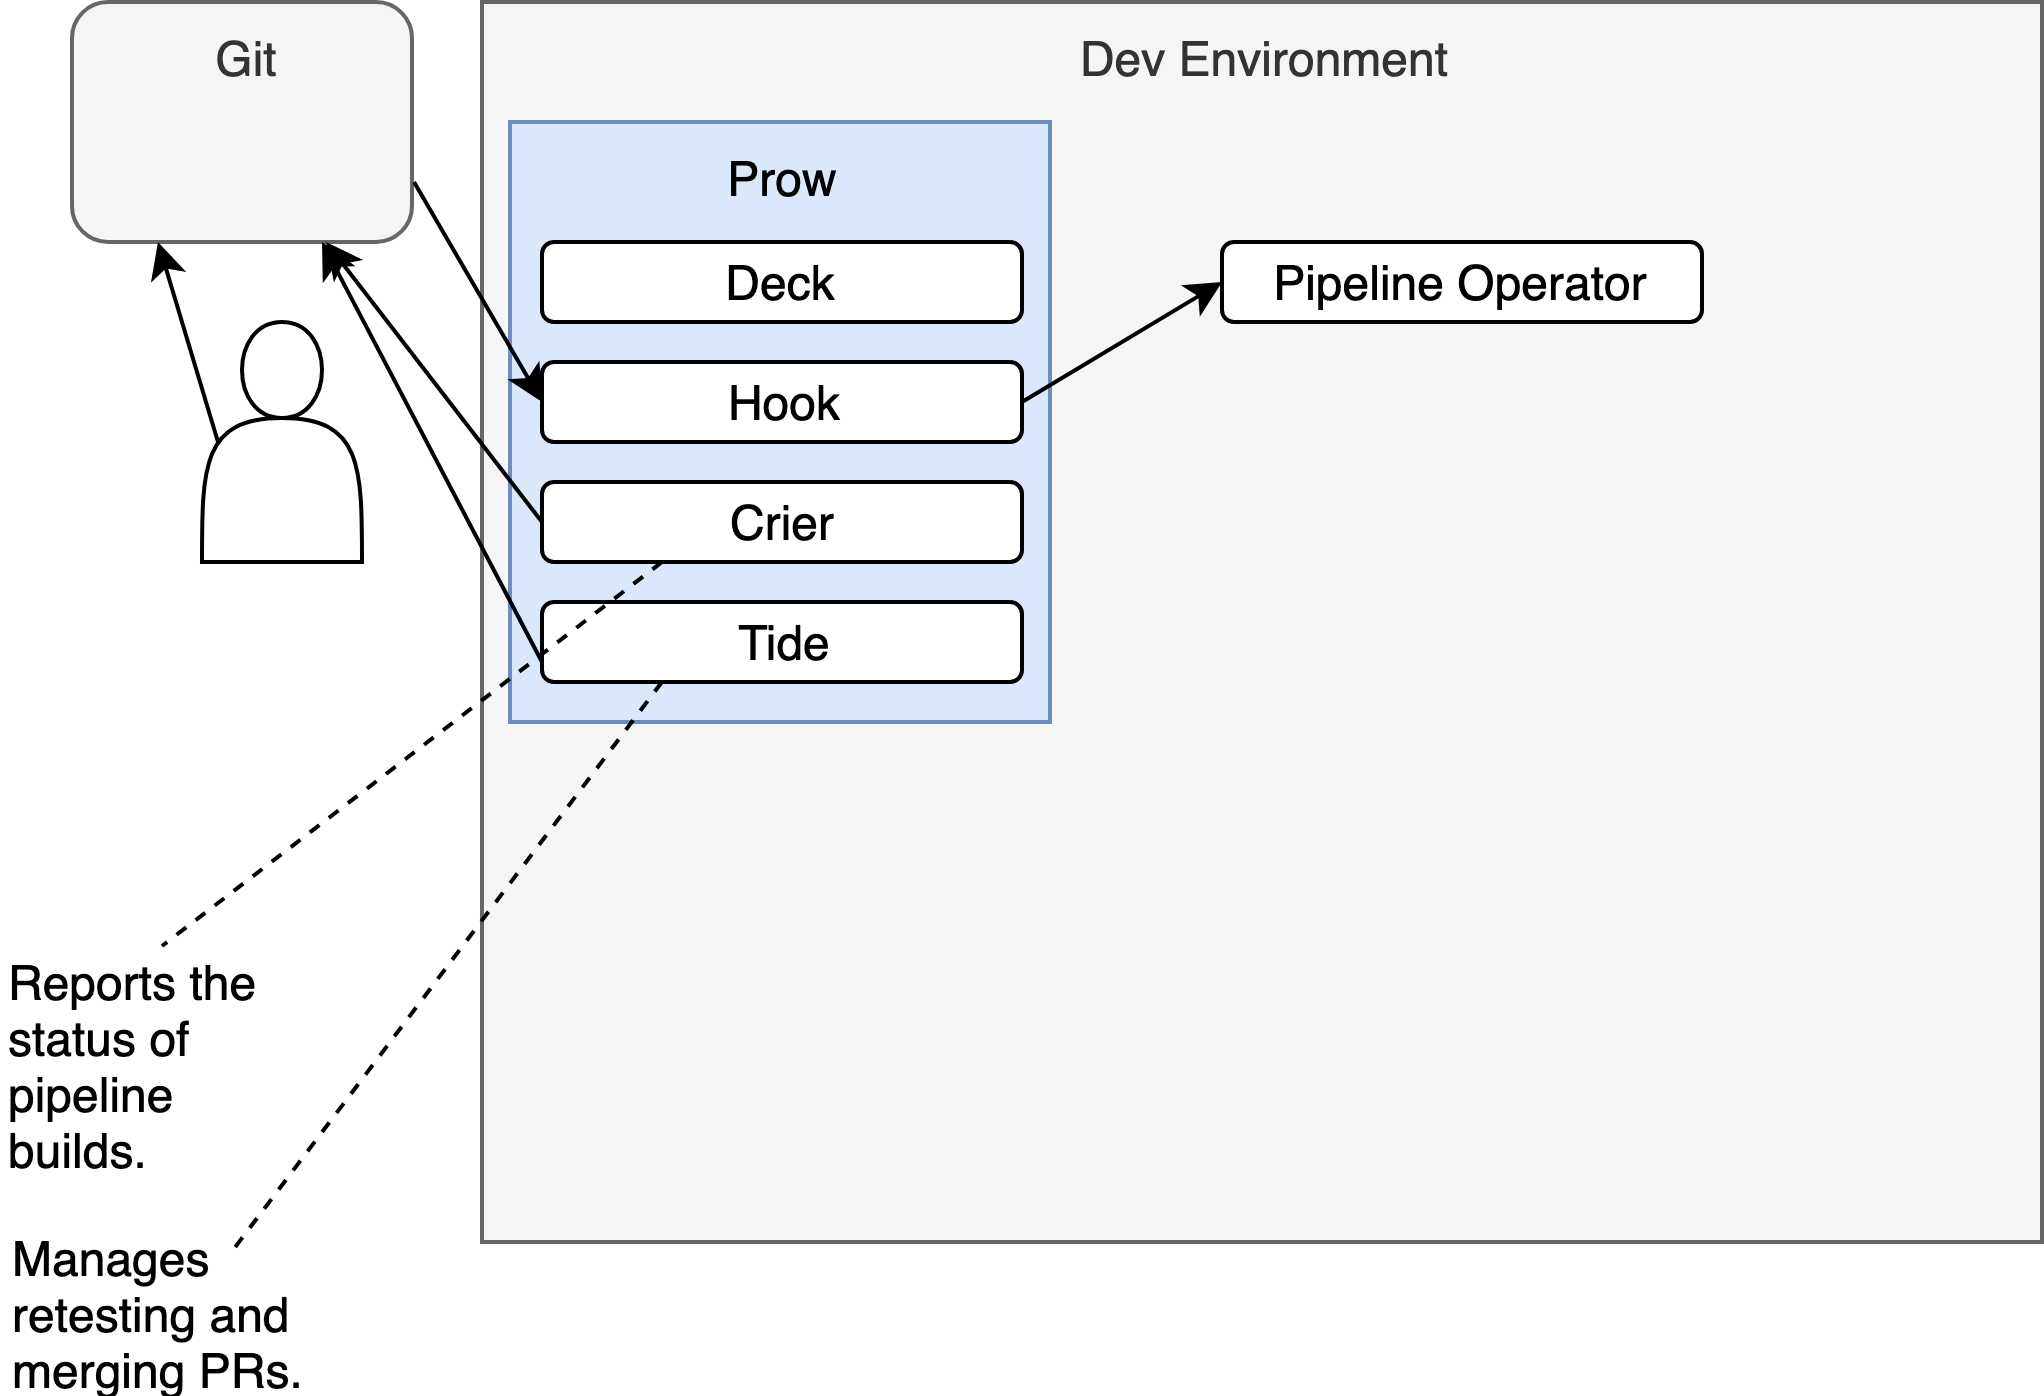 Git
Dev Environment
Prow
Deck
Pipeline Operator
Hook
Crier
Tide
Reports the
status of
pipeline
builds.
Manages
retesting and
merging PRs.